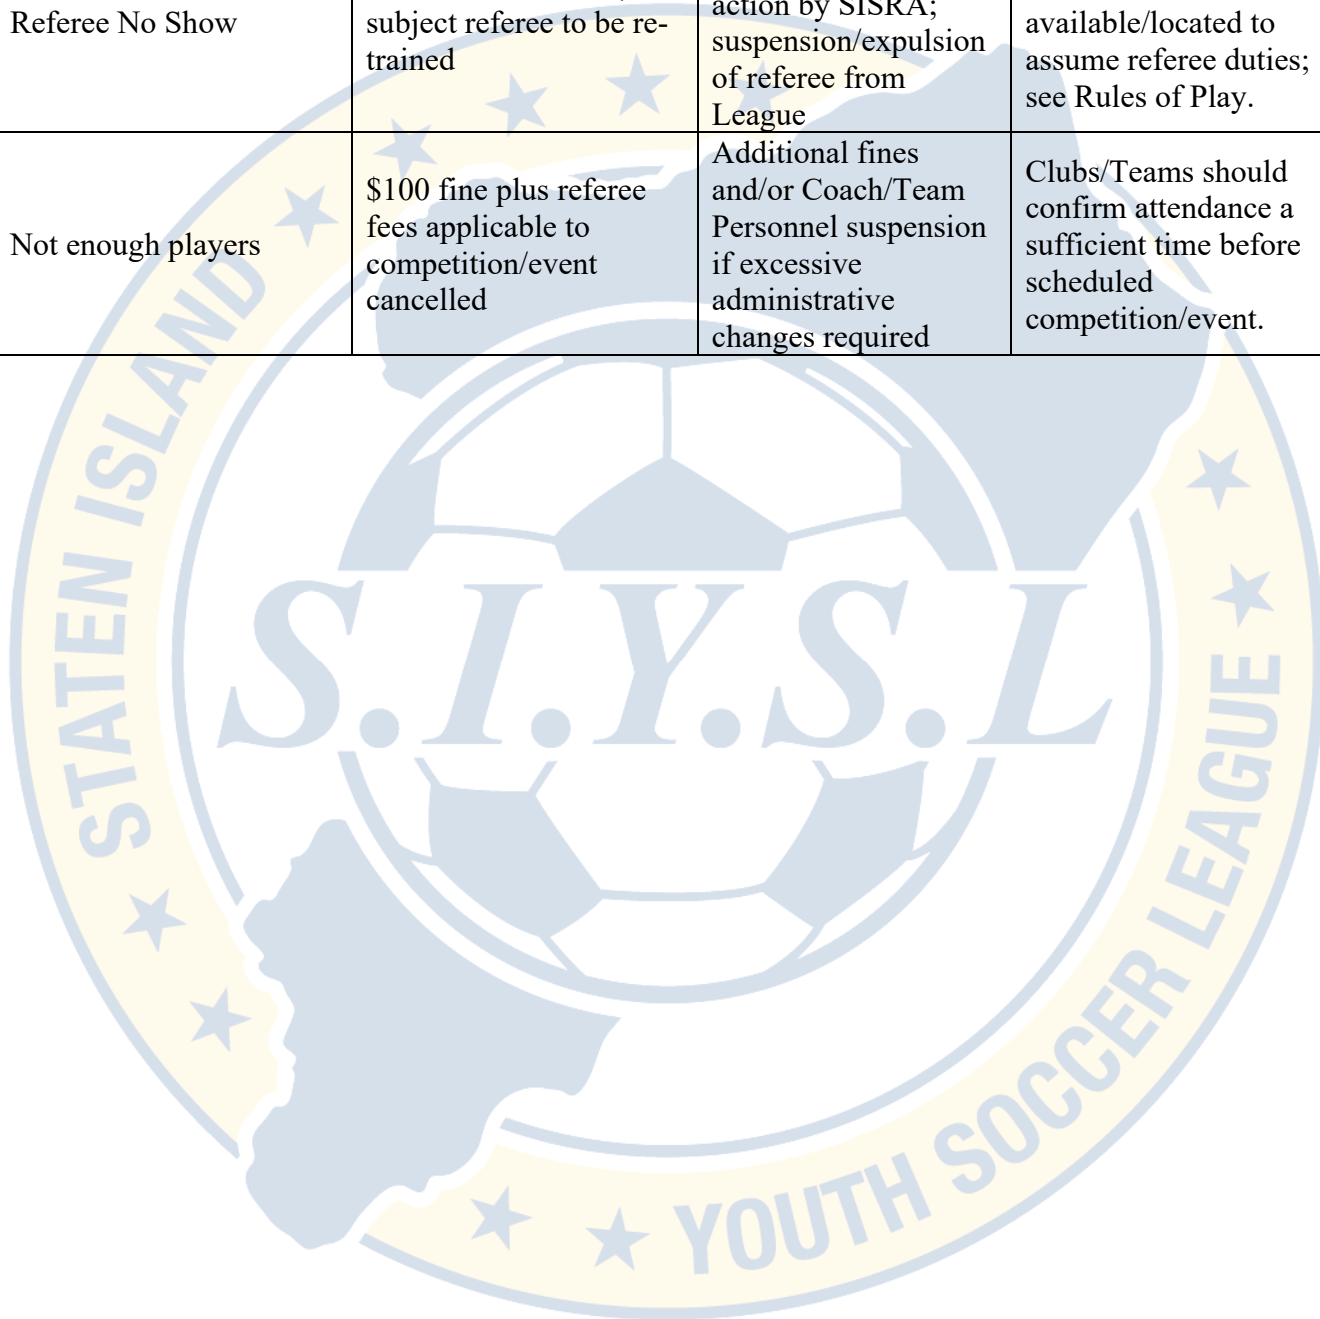 Referee No Show
subject referee to be re-
trained
action by SISRA;
suspension/expulsion
of referee from
League
available/located to
assume referee duties;
see Rules of Play.
Not enough players
$100 fine plus referee
fees applicable to
competition/event
cancelled
Additional fines
and/or Coach/Team
Personnel suspension
if excessive
administrative
changes required
Clubs/Teams should
confirm attendance a
sufficient time before
scheduled
competition/event.
STATEN ISLAND
S.I.Y.S.L
YOUTH SOCCER LEAGUE